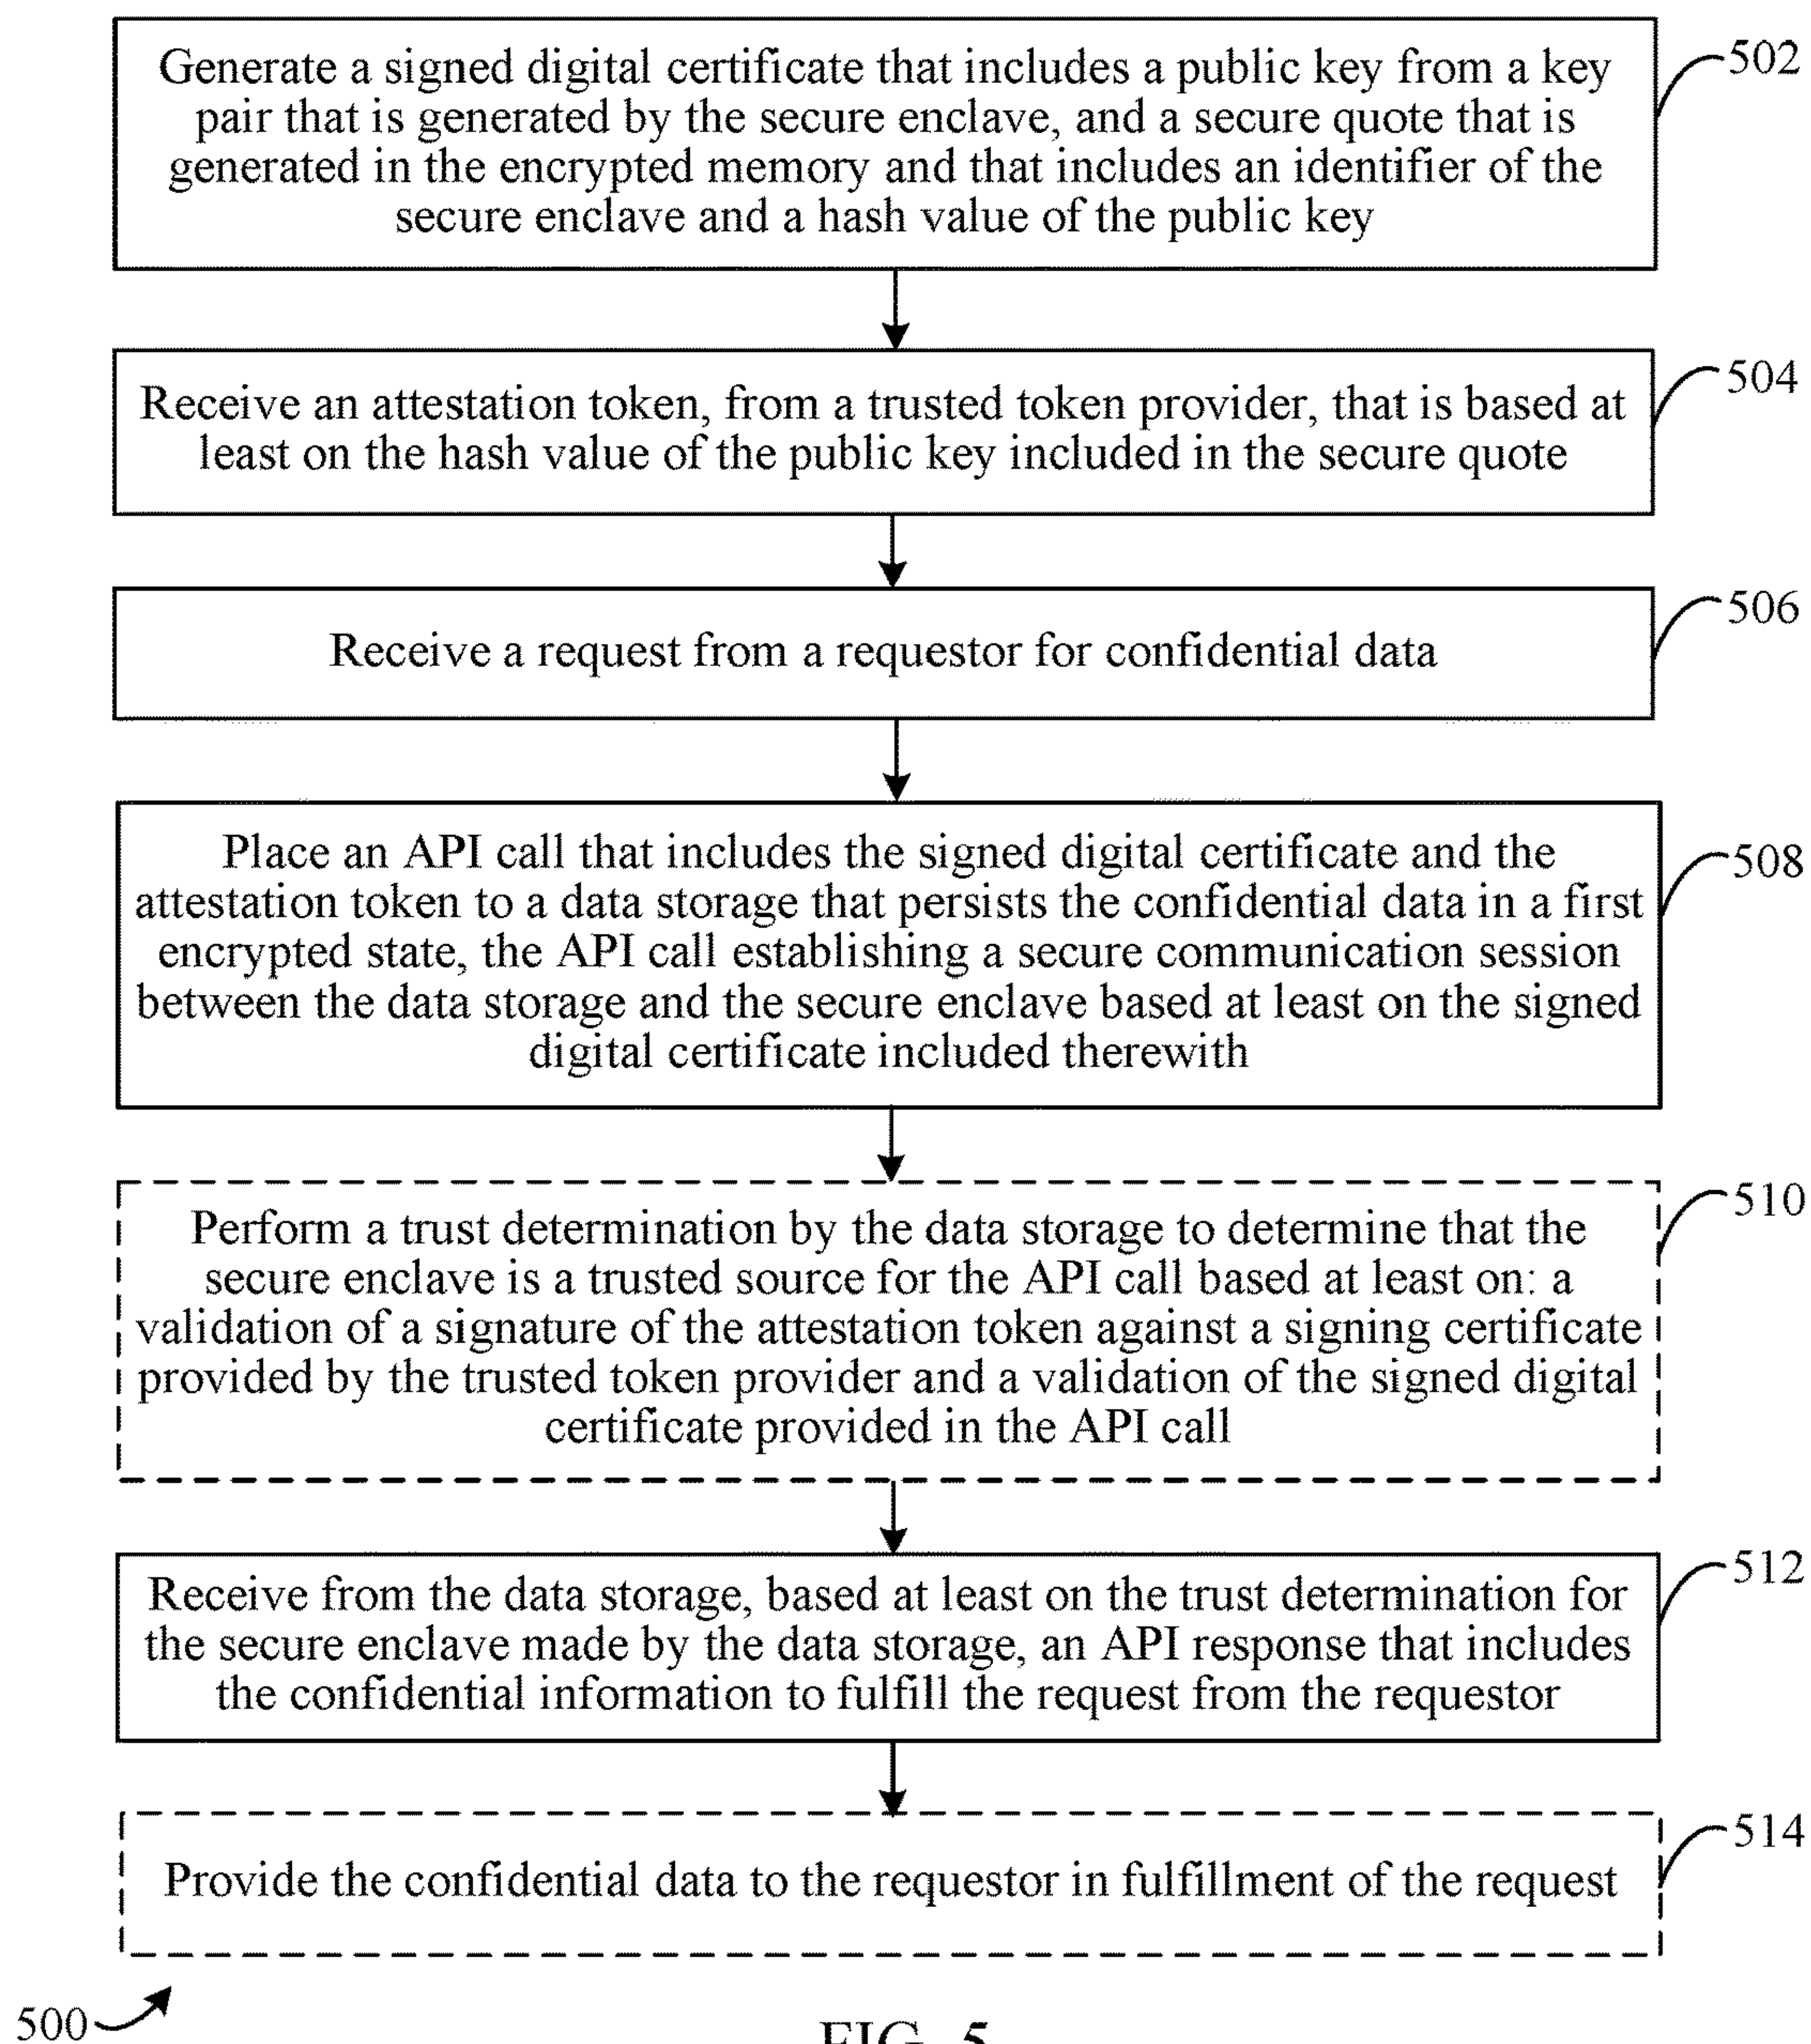 Generate a signed digital certificate that includes a public key from a key
pair that is generated by the secure enclave, and a secure quote that is
generated in the encrypted memory and that includes an identifier of the
secure enclave and a hash value of the public key
502
Receive an attestation token, from a trusted token provider, that is based at
least on the hash value of the public key included in the secure quote
504
Receive a request from a requestor for confidential data
506
Place an API call that includes the signed digital certificate and the
attestation token to a data storage that persists the confidential data in a first
encrypted state, the API call establishing a secure communication session
between the data storage and the secure enclave based at least on the signed
digital certificate included therewith
508
Perform a trust determination by the data storage to determine that the
secure enclave is a trusted source for the API call based at least on: a
validation of a signature of the attestation token against a signing certificate
provided by the trusted token provider and a validation of the signed digital
certificate provided in the API call
510
Receive from the data storage, based at least on the trust determination for
the secure enclave made by the data storage, an API response that includes
the confidential information to fulfill the request from the requestor
512
Provide the confidential data to the requestor in fulfillment of the request
514
500
FIG. 5